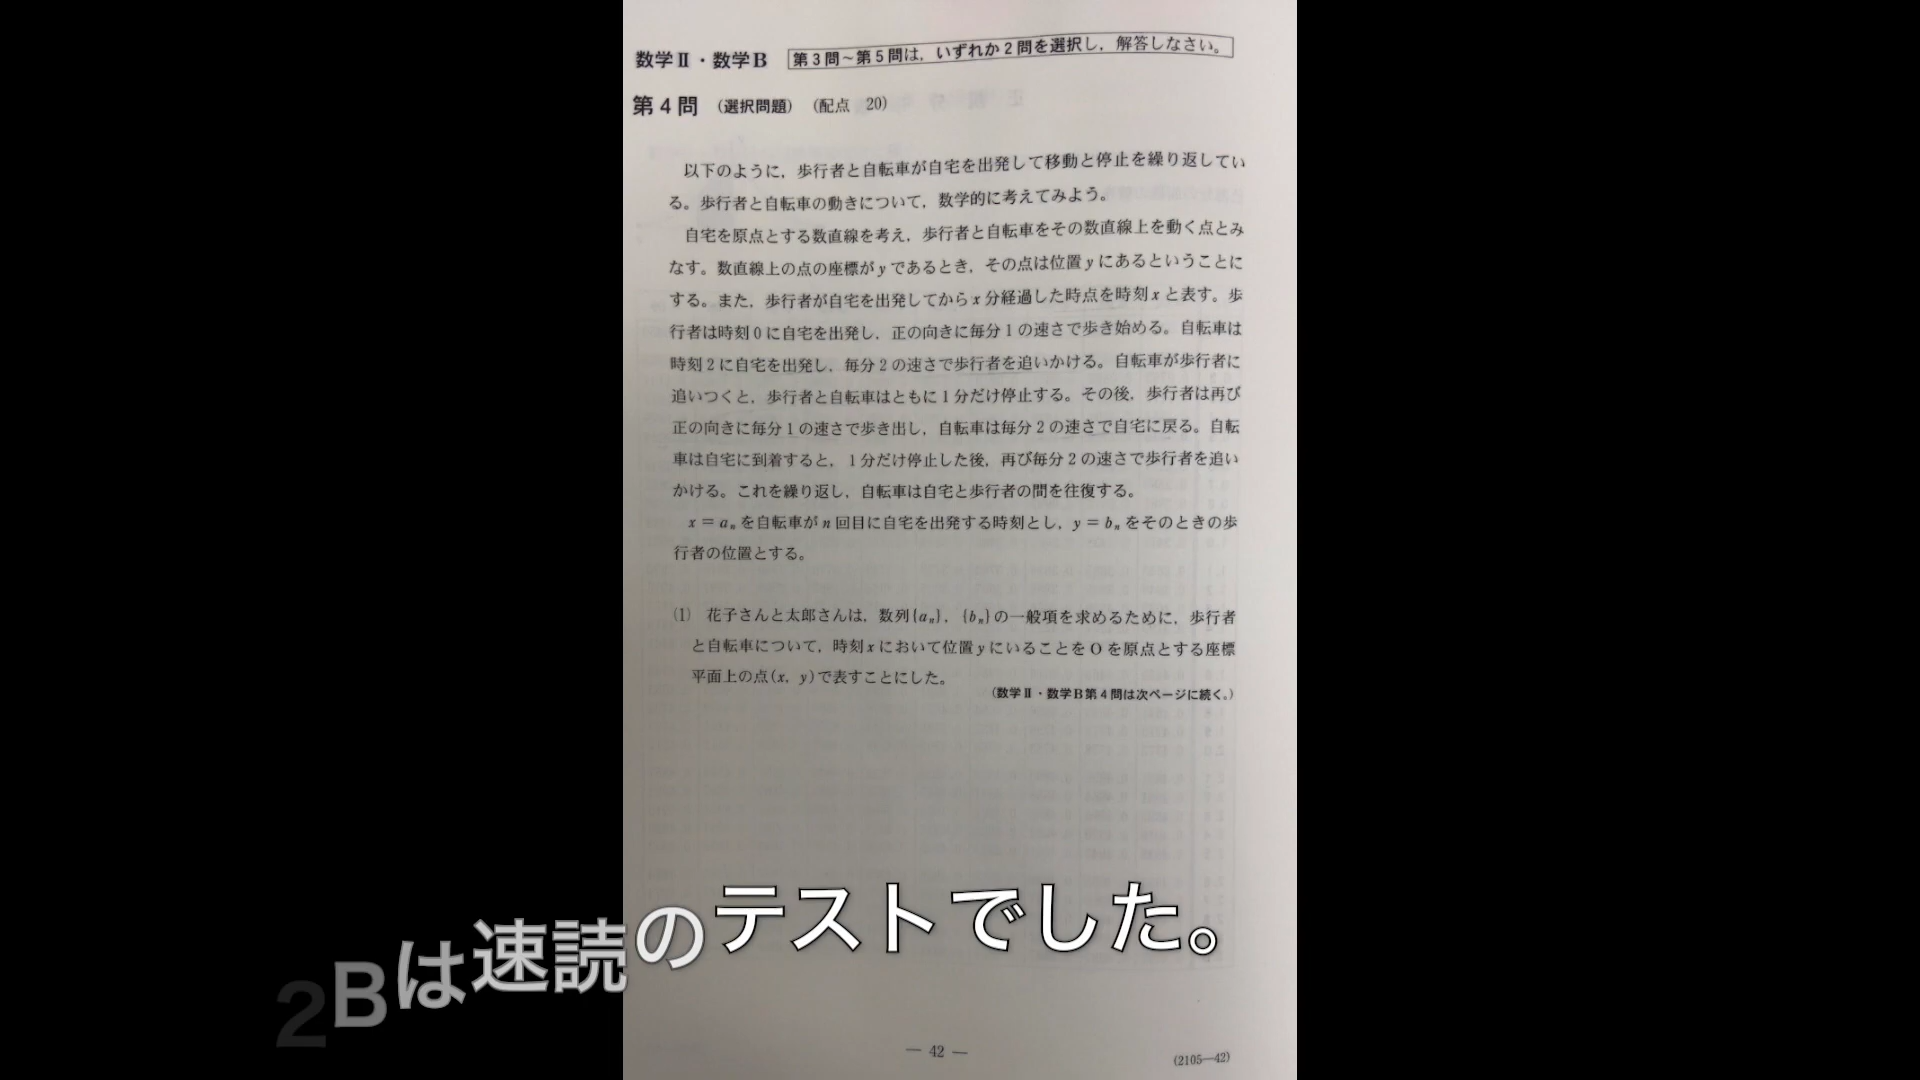 数学Ⅱ・数学B 第3問～第5問は，いずれか2問を選択し，解答しなさい。
第4問 （選択問題）（配点 20）
以下のように，歩行者と自転車が自宅を出発して移動と停止を繰り返してい
る。歩行者と自転車の動きについて，数学的に考えてみよう。
自宅を原点とする数直線を考え，歩行者と自転車をその数直線上を動く点とみ
なす。数直線上の点の座標がyであるとき，その点は位置yにあるということに
する。また，歩行者が自宅を出発してからx分経過した時点を時刻xと表す。歩
行者は時刻0に自宅を出発し，正の向きに毎分1の速さで歩き始める。自転車は
時刻2に自宅を出発し，毎分2の速さで歩行者を追いかける。自転車が歩行者に
追いつくと，歩行者と自転車はともに1分だけ停止する。その後，歩行者は再び
正の向きに毎分1の速さで歩き出し，自転車は毎分2の速さで自宅に戻る。自転
車は自宅に到着すると，1分だけ停止した後，再び毎分2の速さで歩行者を追い
かける。これを繰り返し，自転車は自宅と歩行者の間を往復する。
x＝aₙを自転車がn回目に自宅を出発する時刻とし，y＝bₙをそのときの歩
行者の位置とする。
(1) 花子さんと太郎さんは，数列{aₙ}，{bₙ}の一般項を求めるために，歩行者
と自転車について，時刻xにおいて位置yにいることをOを原点とする座標
平面上の点(x, y)で表すことにした。
（数学Ⅱ・数学B第4問は次ページに続く。）
2Bは速読のテストでした。
— 42 —
(2105—42)